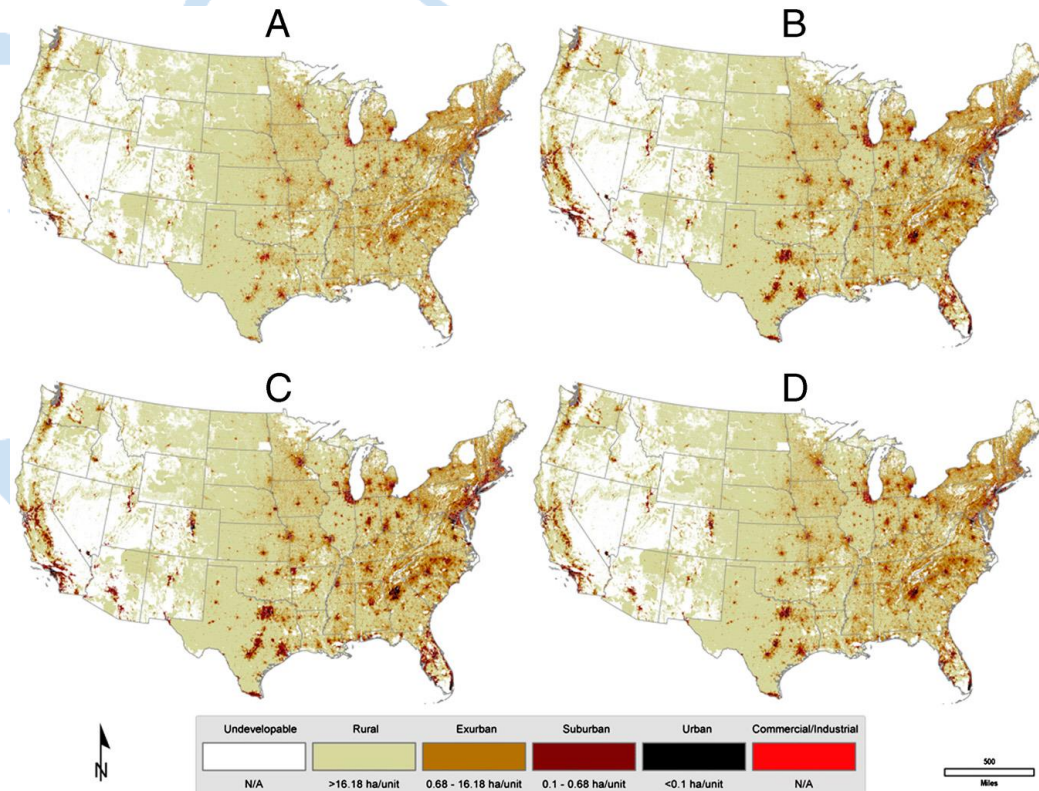 A
B
C
D
Undevelopable Rural Exurban Suburban Urban Commercial/Industrial
N/A >16.18 ha/unit 0.68 - 16.18 ha/unit 0.1 - 0.68 ha/unit <0.1 ha/unit N/A
N
500
Miles